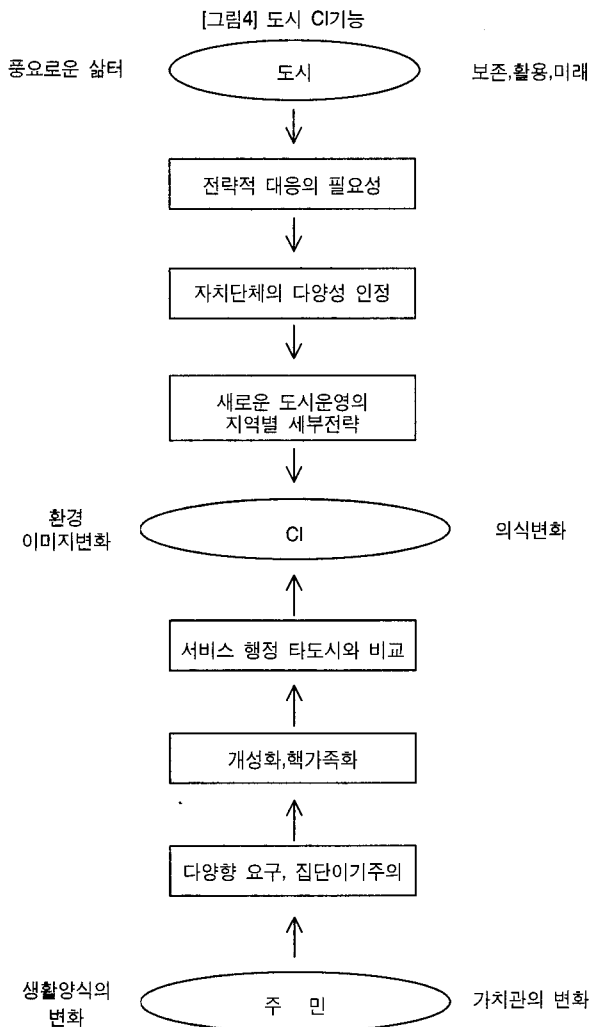 [그림4] 도시 CI기능
풍요로운 삶터
도시
보존,활용,미래
전략적 대응의 필요성
자치단체의 다양성 인정
새로운 도시운영의
지역별 세부전략
환경
이미지변화
CI
의식변화
서비스 행정 타도시와 비교
개성화,핵가족화
다양향 요구, 집단이기주의
생활양식의
변화
주 민
가치관의 변화